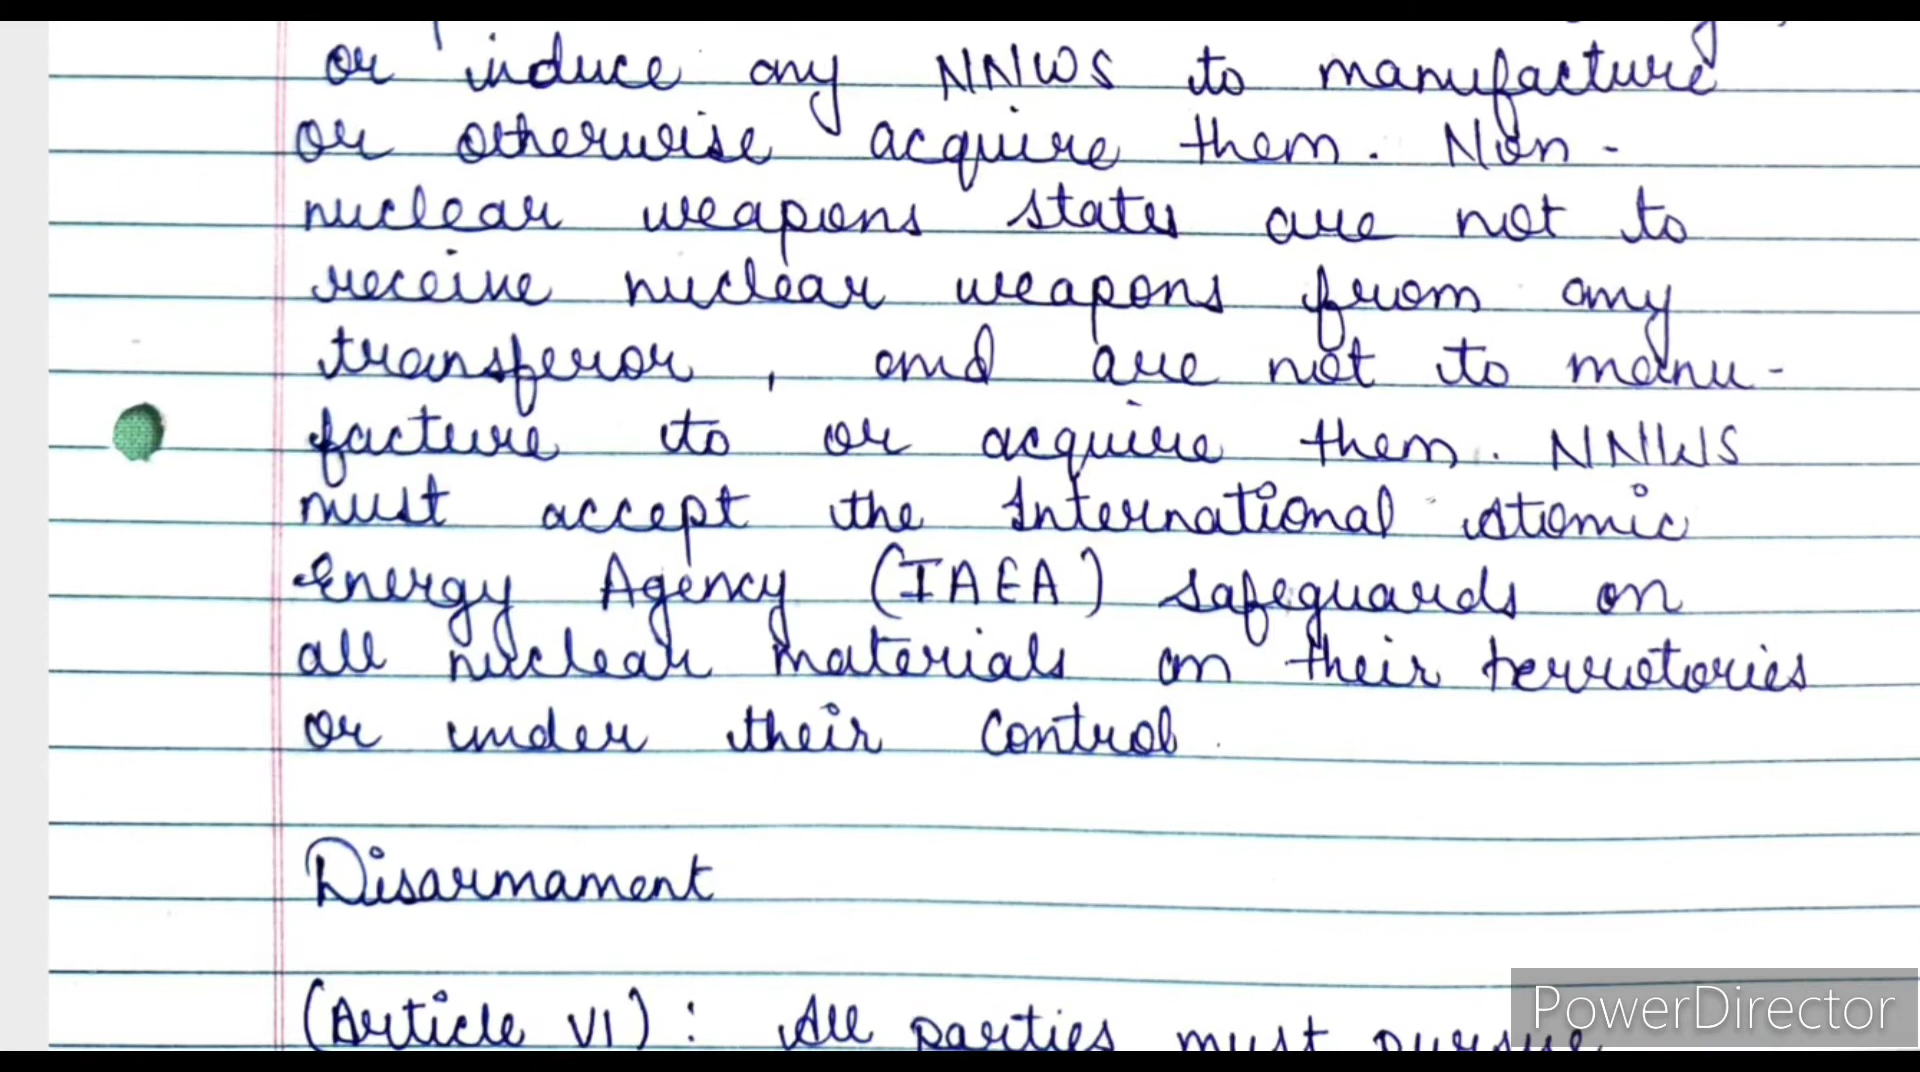 or induce any NNWS to manufacture
or otherwise acquire them. Non-
nuclear weapons states are not to
receive nuclear weapons from any
transferor, and are not to manu-
facture to or acquire them. NNWS
must accept the International Atomic
Energy Agency (IAEA) safeguards on
all nuclear materials on their terrotories
or under their control.
Disarmament
(Article VI): All parties must pursue
PowerDirector